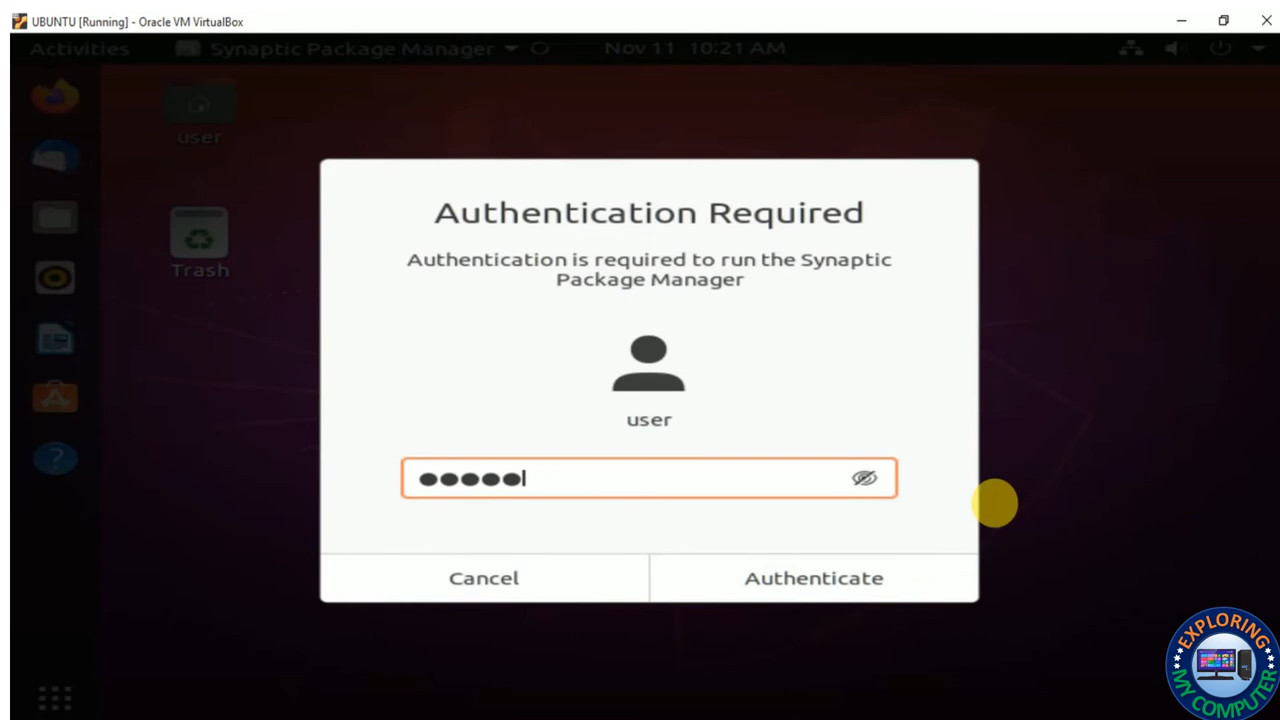 UBUNTU [Running] - Oracle VM VirtualBox
Activities Synaptic Package Manager Nov 11 10:21 AM
user
Trash
Authentication Required
Authentication is required to run the Synaptic
Package Manager
user
●●●●●
Cancel Authenticate
EXPLORING
MY COMPUTER